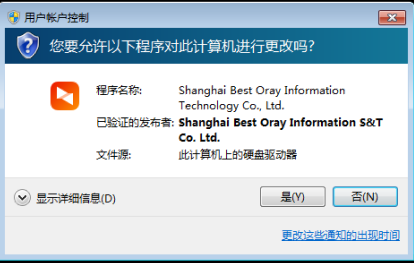 用户帐户控制
您要允许以下程序对此计算机进行更改吗?
程序名称: Shanghai Best Oray Information
Technology Co., Ltd.
已验证的发布者: Shanghai Best Oray Information S&T
Co. Ltd.
文件源: 此计算机上的硬盘驱动器
显示详细信息(D)
是(Y)
否(N)
更改这些通知的出现时间